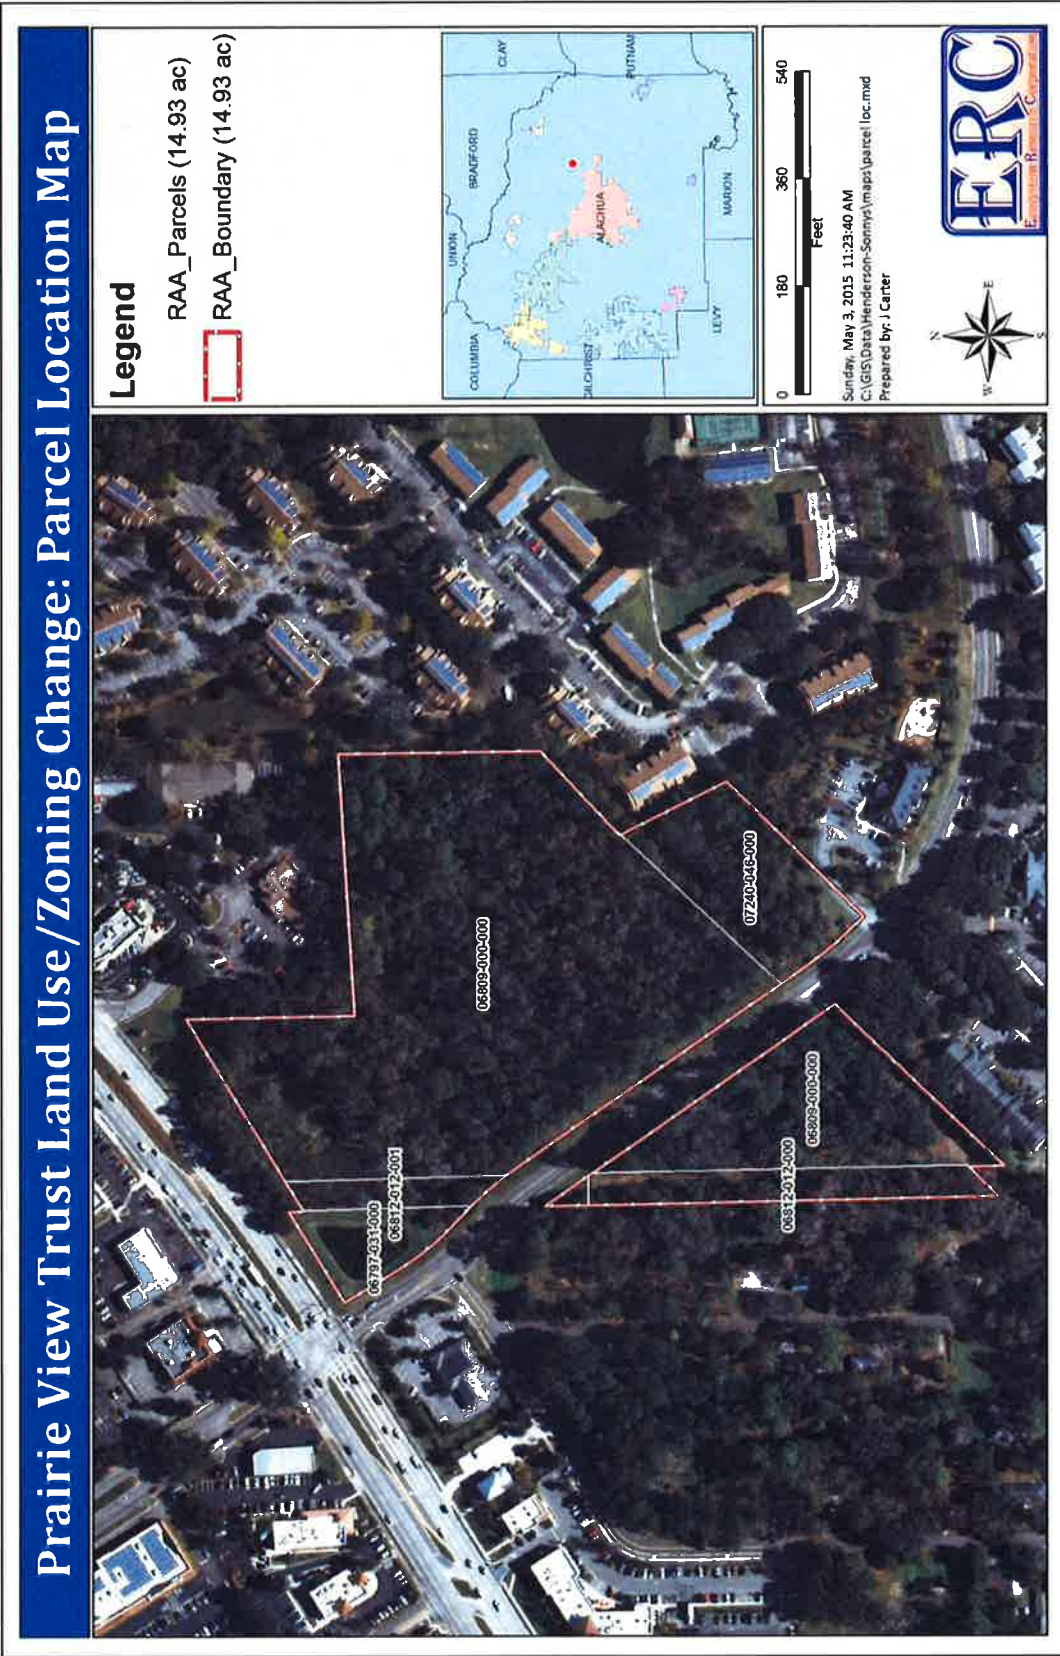 Prairie View Trust Land Use/Zoning Change: Parcel Location Map
06809-000-000
07240-046-000
06797-031-000
06812-012-001
06809-000-000
06812-012-000
Legend
RAA_Parcels (14.93 ac)
RAA_Boundary (14.93 ac)
COLUMBIA
UNION
BRADFORD
CLAY
GILCHRIST
ALACHUA
PUTNAM
LEVY
MARION
0 180 360 540
Feet
Sunday, May 3, 2015 11:23:40 AM
C:\GIS\Data\Henderson-Sonnys\maps\parcel loc.mxd
Prepared by: J Carter
N
W E
S
ERC
Ecosystem Research Corporation